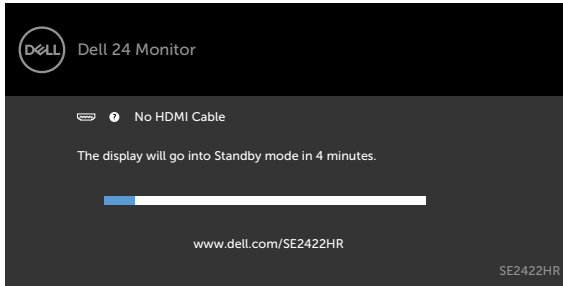 DELL
Dell 24 Monitor
? No HDMI Cable
The display will go into Standby mode in 4 minutes.
www.dell.com/SE2422HR
SE2422HR